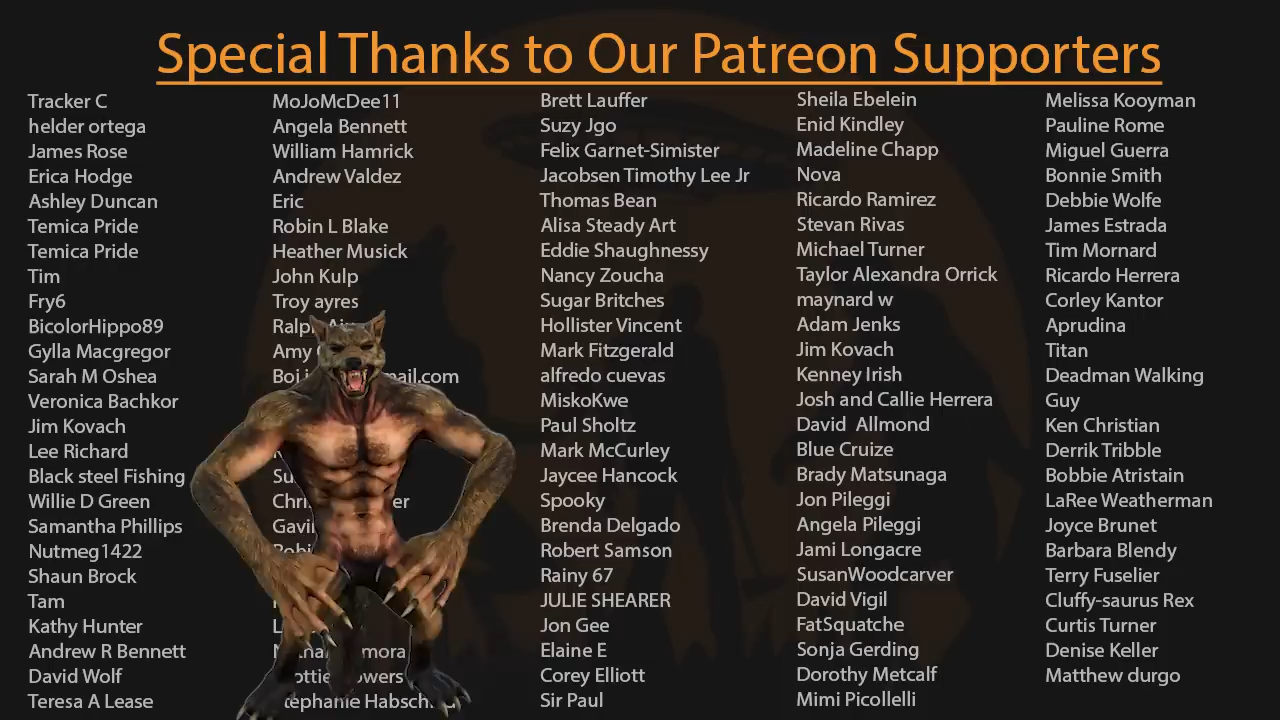 Special Thanks to Our Patreon Supporters
Tracker C
helder ortega
James Rose
Erica Hodge
Ashley Duncan
Temica Pride
Temica Pride
Tim
Fry6
BicolorHippo89
Gylla Macgregor
Sarah M Oshea
Veronica Bachkor
Jim Kovach
Lee Richard
Black steel Fishing
Willie D Green
Samantha Phillips
Nutmeg1422
Shaun Brock
Tam
Kathy Hunter
Andrew R Bennett
David Wolf
Teresa A Lease
MoJoMcDee11
Angela Bennett
William Hamrick
Andrew Valdez
Eric
Robin L Blake
Heather Musick
John Kulp
Troy ayres
Amy
Brett Lauffer
Suzy Jgo
Felix Garnet-Simister
Jacobsen Timothy Lee Jr
Thomas Bean
Alisa Steady Art
Eddie Shaughnessy
Nancy Zoucha
Sugar Britches
Hollister Vincent
Mark Fitzgerald
alfredo cuevas
MiskoKwe
Paul Sholtz
Mark McCurley
Jaycee Hancock
Spooky
Brenda Delgado
Robert Samson
Rainy 67
JULIE SHEARER
Jon Gee
Elaine E
Corey Elliott
Sir Paul
Sheila Ebelein
Enid Kindley
Madeline Chapp
Nova
Ricardo Ramirez
Stevan Rivas
Michael Turner
Taylor Alexandra Orrick
maynard w
Adam Jenks
Jim Kovach
Kenney Irish
Josh and Callie Herrera
David  Allmond
Blue Cruize
Brady Matsunaga
Jon Pileggi
Angela Pileggi
Jami Longacre
SusanWoodcarver
David Vigil
FatSquatche
Sonja Gerding
Dorothy Metcalf
Mimi Picollelli
Melissa Kooyman
Pauline Rome
Miguel Guerra
Bonnie Smith
Debbie Wolfe
James Estrada
Tim Mornard
Ricardo Herrera
Corley Kantor
Aprudina
Titan
Deadman Walking
Guy
Ken Christian
Derrik Tribble
Bobbie Atristain
LaRee Weatherman
Joyce Brunet
Barbara Blendy
Terry Fuselier
Cluffy-saurus Rex
Curtis Turner
Denise Keller
Matthew durgo